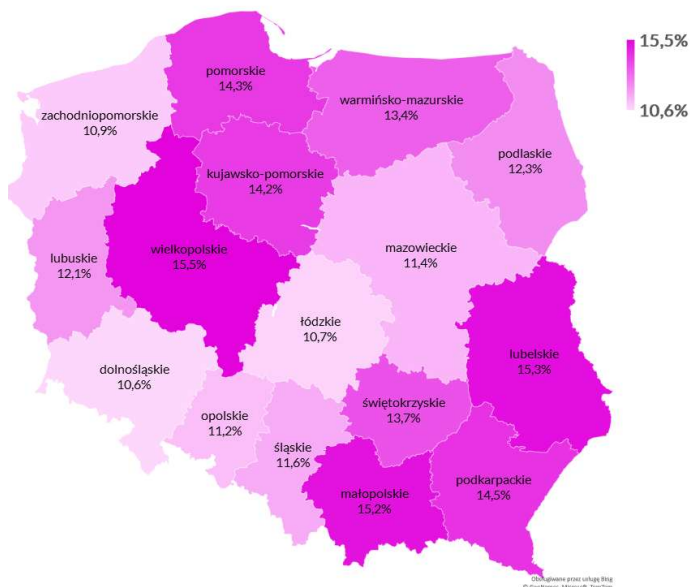 15,5%
10,6%
pomorskie
14,3%
warmińsko-mazurskie
13,4%
zachodniopomorskie
10,9%
podlaskie
12,3%
kujawsko-pomorskie
14,2%
wielkopolskie
15,5%
mazowieckie
11,4%
lubuskie
12,1%
łódzkie
10,7%
lubelskie
15,3%
dolnośląskie
10,6%
świętokrzyskie
13,7%
opolskie
11,2%
śląskie
11,6%
podkarpackie
14,5%
małopolskie
15,2%
Obsługiwane przez usługę Bing
© GeoNames, Microsoft, TomTom